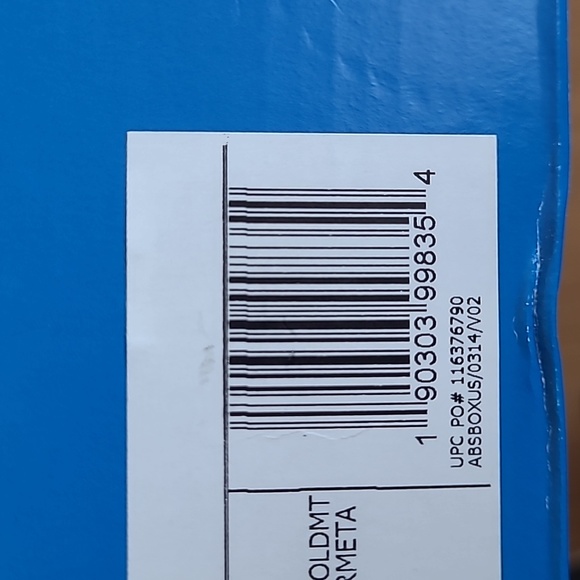 1 90303 99835 4
UPC PO# 116376790
ABSBOXUS/0314/V02
OLDMT
RMETA